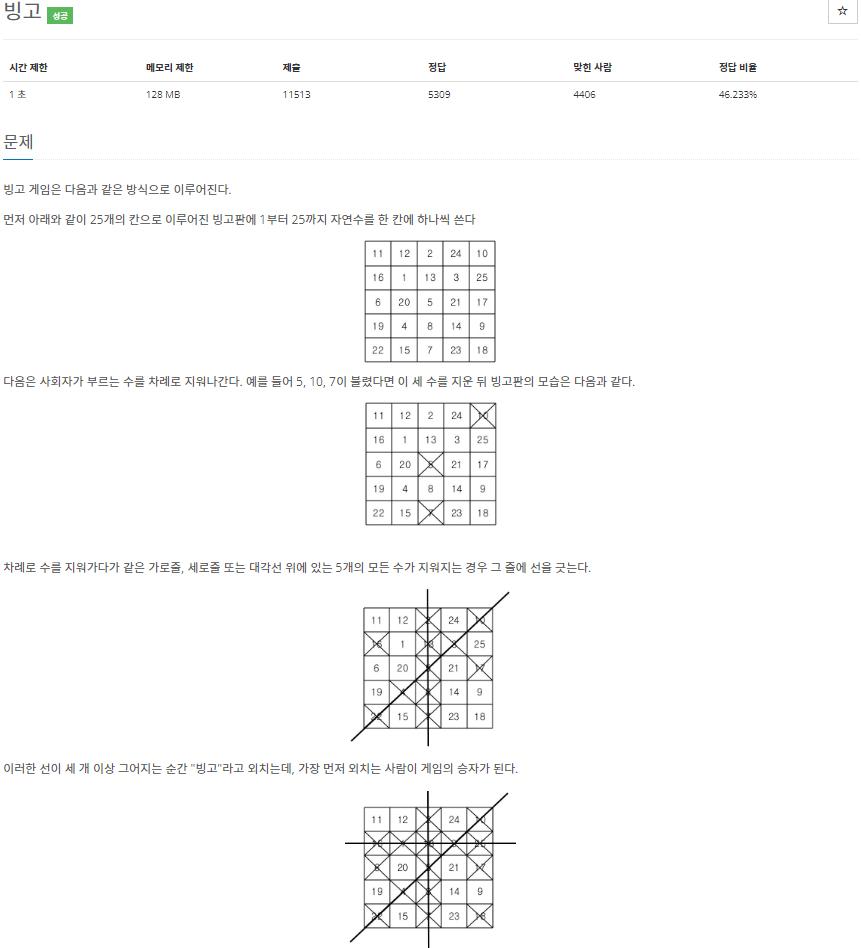 빙고 성공
☆
시간 제한 메모리 제한 제출 정답 맞힌 사람 정답 비율
1 초 128 MB 11513 5309 4406 46.233%
문제
빙고 게임은 다음과 같은 방식으로 이루어진다.
먼저 아래와 같이 25개의 칸으로 이루어진 빙고판에 1부터 25까지 자연수를 한 칸에 하나씩 쓴다
11 12 2 24 10
16 1 13 3 25
6 20 5 21 17
19 4 8 14 9
22 15 7 23 18
다음은 사회자가 부르는 수를 차례로 지워나간다. 예를 들어 5, 10, 7이 불렸다면 이 세 수를 지운 뒤 빙고판의 모습은 다음과 같다.
11 12 2 24 10
16 1 13 3 25
6 20 5 21 17
19 4 8 14 9
22 15 7 23 18
차례로 수를 지워가다가 같은 가로줄, 세로줄 또는 대각선 위에 있는 5개의 모든 수가 지워지는 경우 그 줄에 선을 긋는다.
11 12 2 24 10
16 1 13 3 25
6 20 21 17
19 4 14 9
22 15 23 18
이러한 선이 세 개 이상 그어지는 순간 "빙고"라고 외치는데, 가장 먼저 외치는 사람이 게임의 승자가 된다.
11 12 24 10
6 20 21 17
19 4 14 9
22 15 23 18